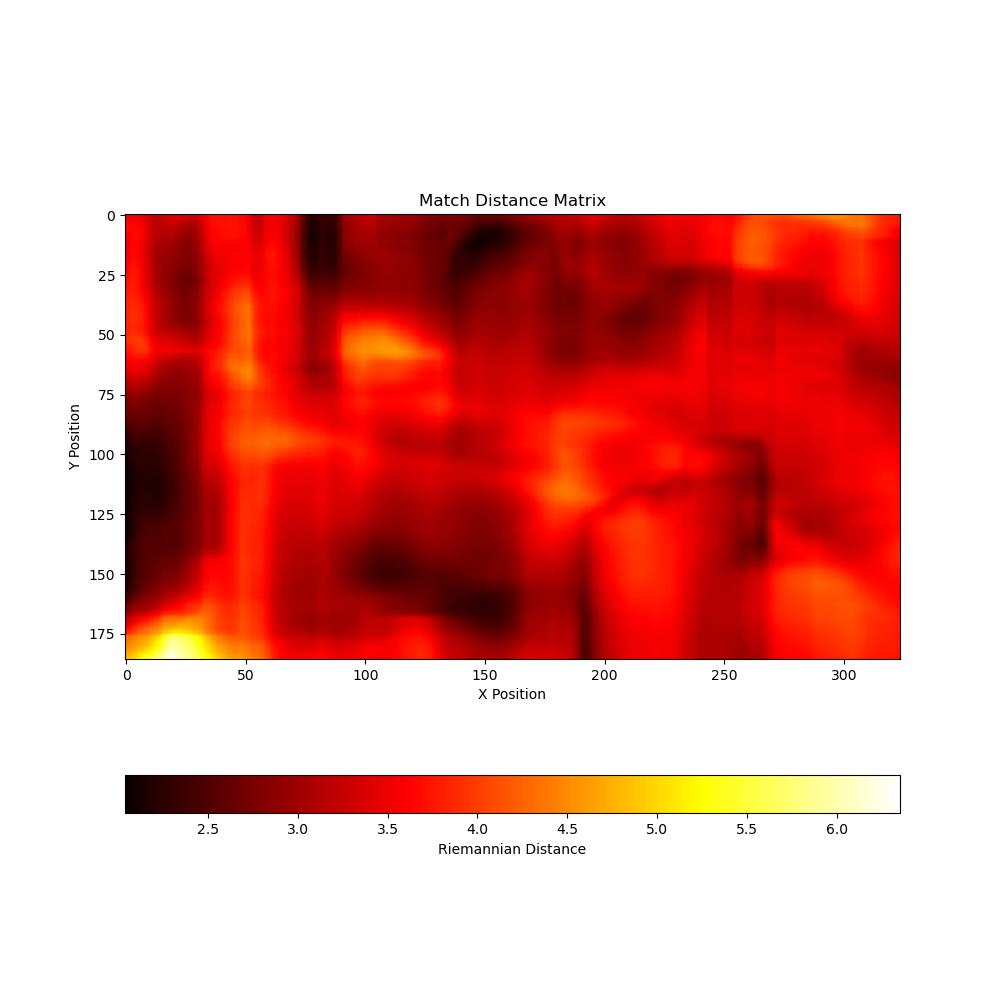 Match Distance Matrix
0
25
50
75
100
125
150
175
Y Position
0 50 100 150 200 250 300
X Position
2.5 3.0 3.5 4.0 4.5 5.0 5.5 6.0
Riemannian Distance